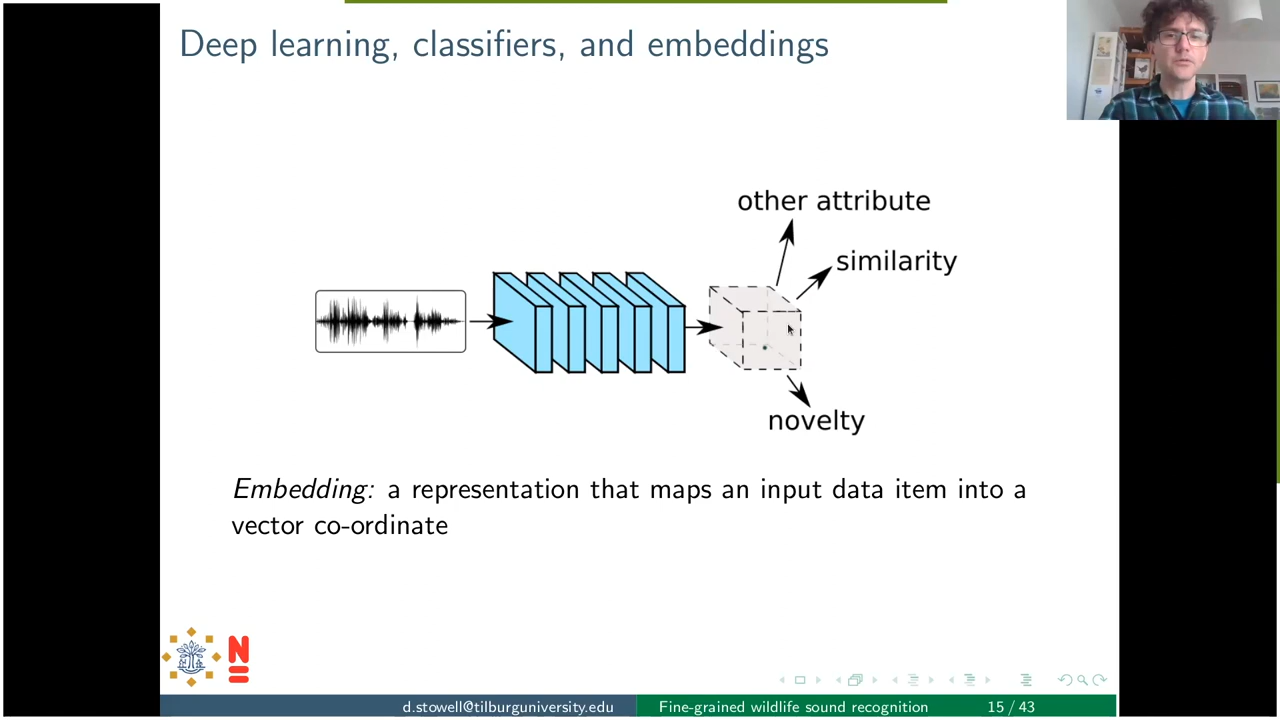 Deep learning, classifiers, and embeddings
other attribute
similarity
novelty
Embedding: a representation that maps an input data item into a
vector co-ordinate
N
d.stowell@tilburguniversity.edu Fine-grained wildlife sound recognition 15 / 43